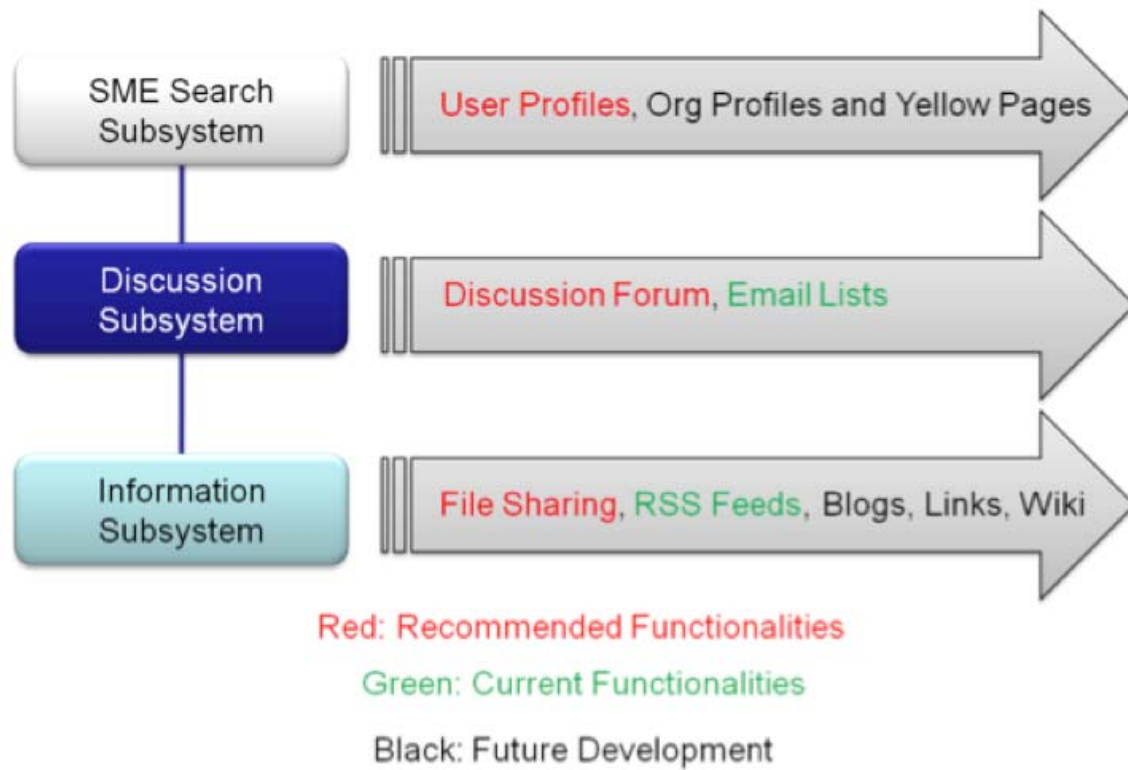 SME Search
Subsystem
User Profiles, Org Profiles and Yellow Pages
Discussion
Subsystem
Discussion Forum, Email Lists
Information
Subsystem
File Sharing, RSS Feeds, Blogs, Links, Wiki
Red: Recommended Functionalities
Green: Current Functionalities
Black: Future Development